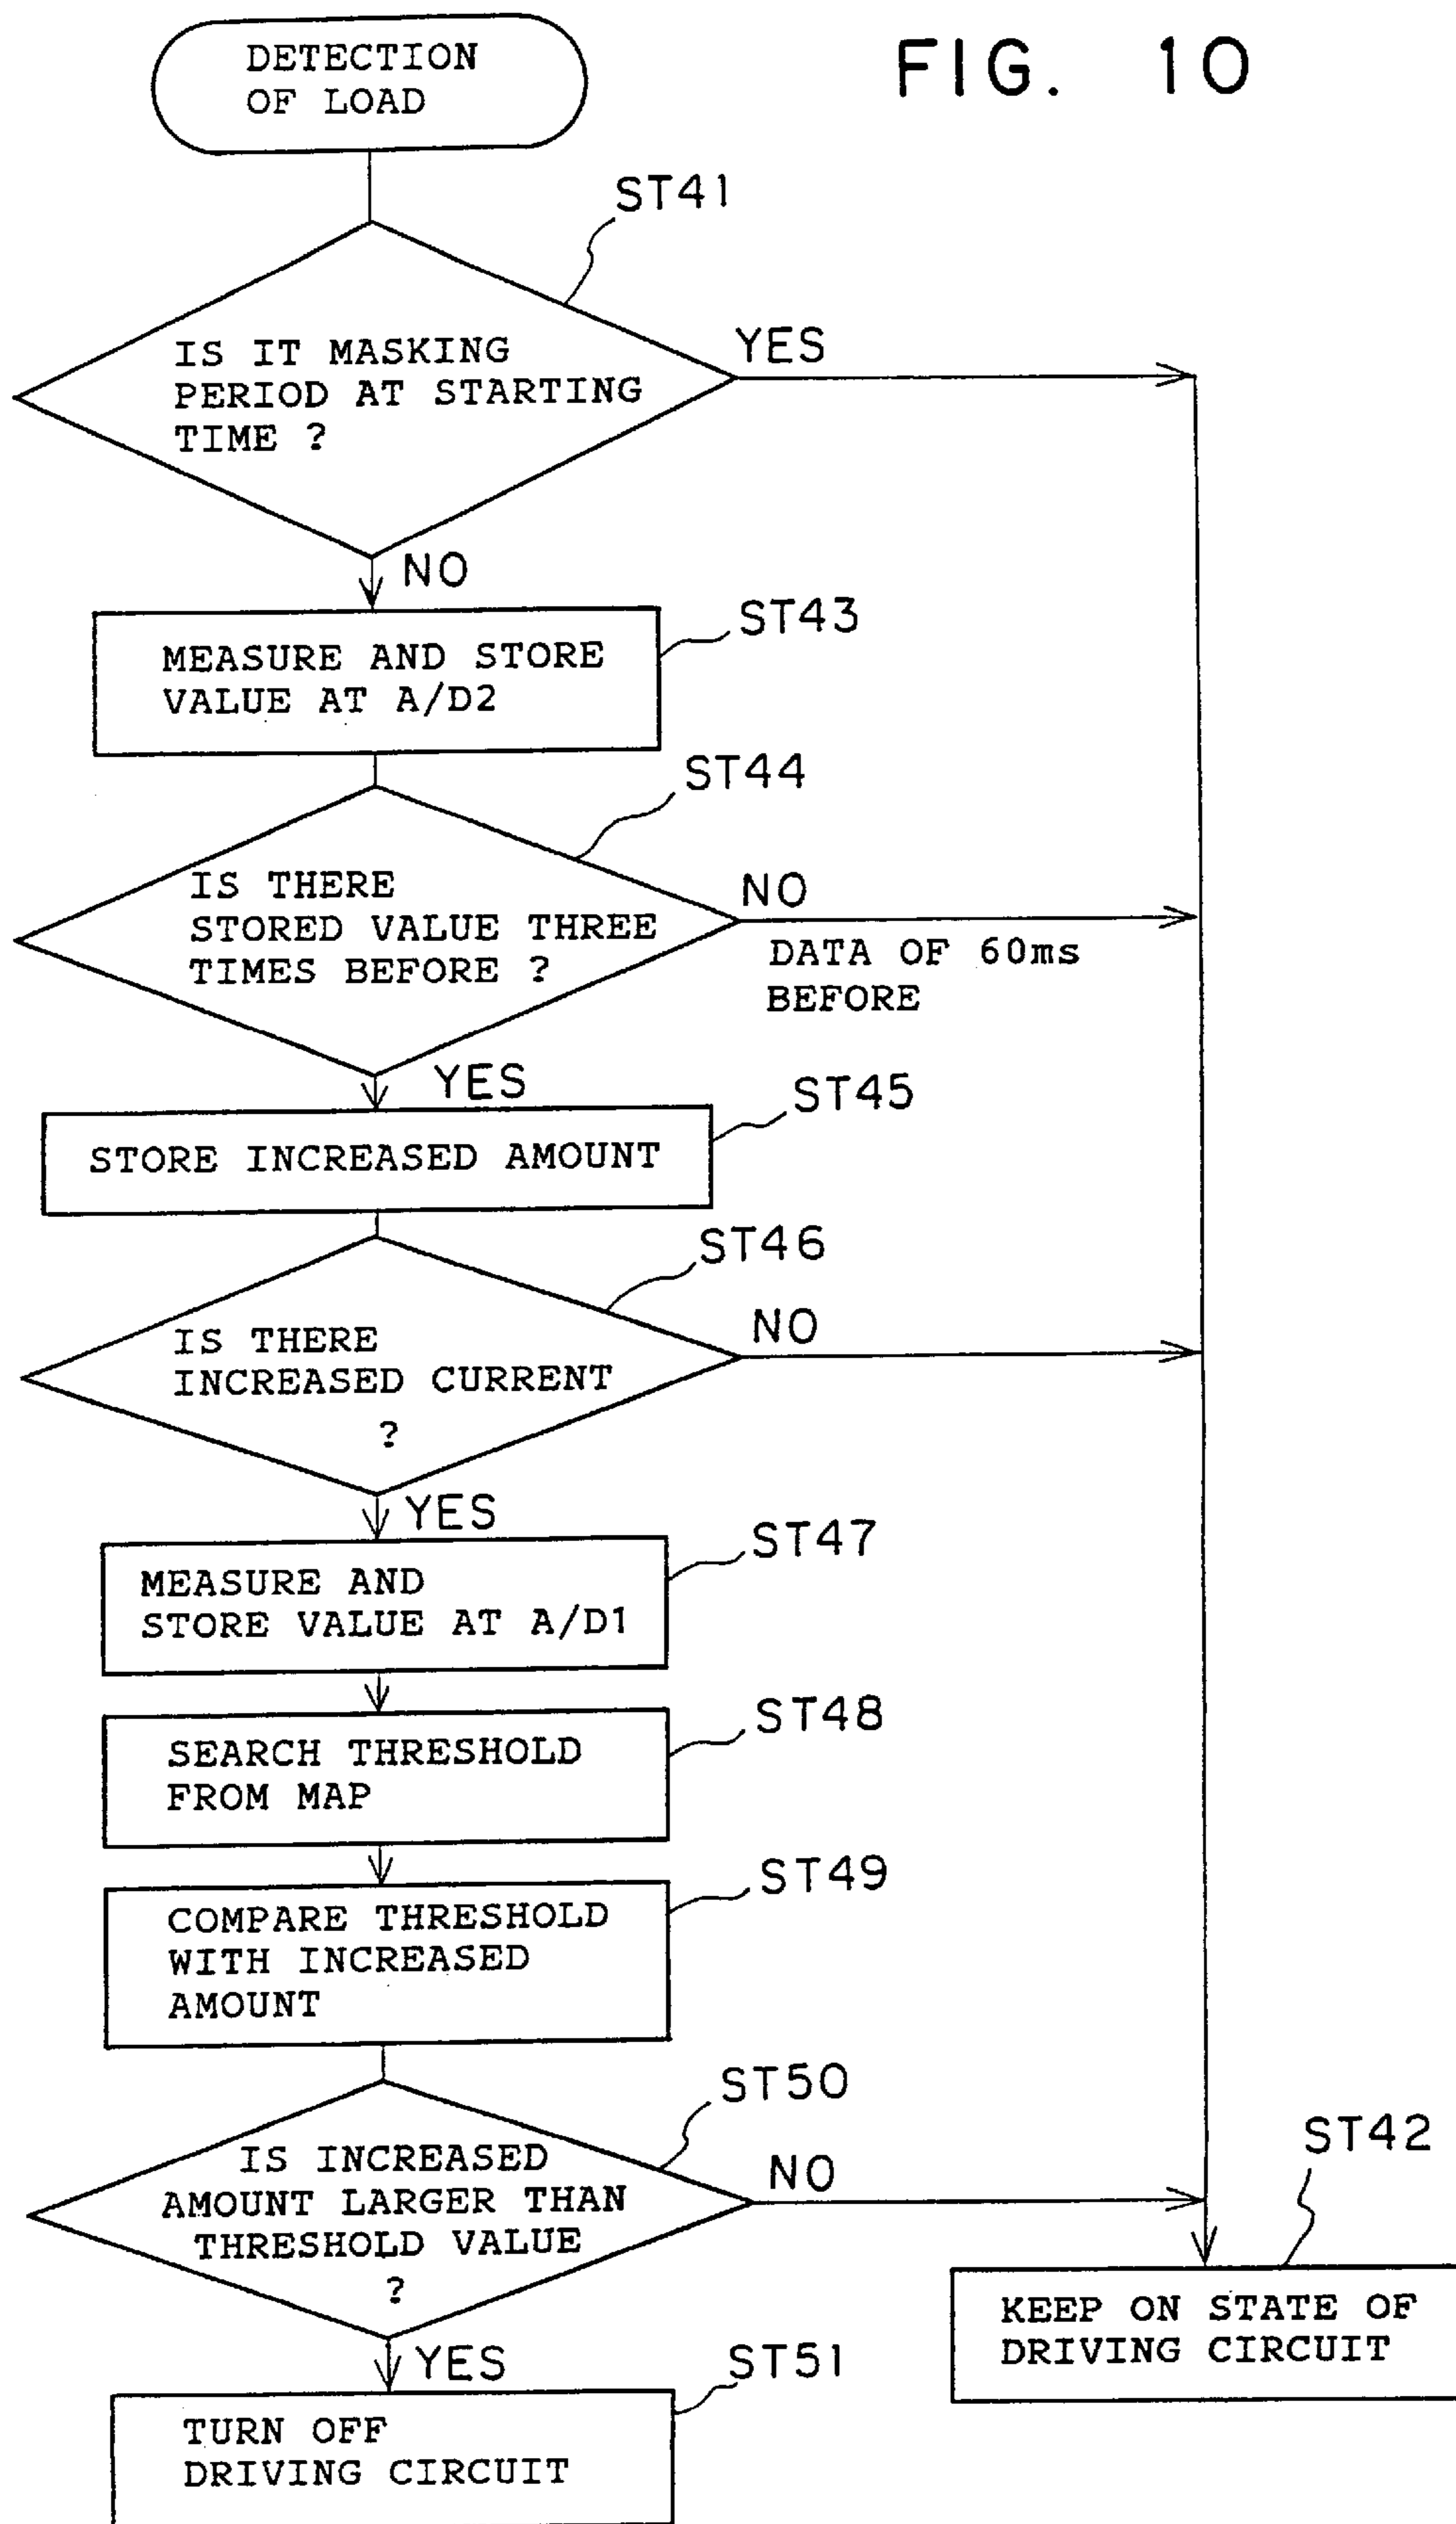 FIG. 10
DETECTION
OF LOAD
ST41
IS IT MASKING
PERIOD AT STARTING
TIME ?
YES
NO
ST43
MEASURE AND STORE
VALUE AT A/D2
ST44
IS THERE
STORED VALUE THREE
TIMES BEFORE ?
NO
DATA OF 60ms
BEFORE
YES
ST45
STORE INCREASED AMOUNT
ST46
IS THERE
INCREASED CURRENT
?
NO
YES
ST47
MEASURE AND
STORE VALUE AT A/D1
ST48
SEARCH THRESHOLD
FROM MAP
ST49
COMPARE THRESHOLD
WITH INCREASED
AMOUNT
ST50
IS INCREASED
AMOUNT LARGER THAN
THRESHOLD VALUE
?
NO
ST42
KEEP ON STATE OF
DRIVING CIRCUIT
YES
ST51
TURN OFF
DRIVING CIRCUIT